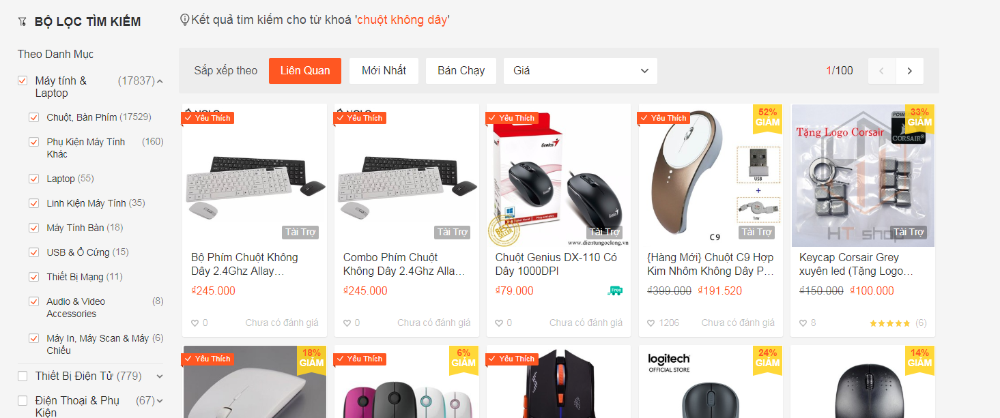 BỘ LỌC TÌM KIẾM
Theo Danh Mục
Máy tính & Laptop (17837)
Chuột, Bàn Phím (17529)
Phụ Kiện Máy Tính Khác (160)
Laptop (55)
Linh Kiện Máy Tính (35)
Máy Tính Bàn (18)
USB & Ổ Cứng (15)
Thiết Bị Mạng (11)
Audio & Video Accessories (8)
Máy In, Máy Scan & Máy Chiếu (6)
Thiết Bị Điện Tử (779)
Điện Thoại & Phụ Kiện (67)
Kết quả tìm kiếm cho từ khoá 'chuột không dây'
Sắp xếp theo Liên Quan Mới Nhất Bán Chạy Giá 1/100
Yêu Thích
Tài Trợ
Bộ Phím Chuột Không
Dây 2.4Ghz Allay…
₫245.000
0 Chưa có đánh giá
Yêu Thích
Tài Trợ
Combo Phím Chuột
Không Dây 2.4Ghz Alla…
₫245.000
0 Chưa có đánh giá
Yêu Thích
Genius
BEST SELLER
Tài Trợ
www.dientungoclong.vn
Chuột Genius DX-110 Có
Dây 1000DPI
₫79.000 Free
0 Chưa có đánh giá
Yêu Thích
52%
GIẢM
USB
+
1m
C9
Tài Trợ
{Hàng Mới} Chuột C9 Hợp
Kim Nhôm Không Dây P…
₫399.000 ₫191.520
1206 Chưa có đánh giá
33%
GIẢM
Tặng Logo Corsair
CORSAIR®
HT shop
Tài Trợ
Keycap Corsair Grey
xuyên led (Tặng Logo…
₫150.000 ₫100.000
8 (6)
Yêu Thích
18%
GIẢM
Yêu Thích
6%
GIẢM
Yêu Thích
logitech
OFFICIAL STORE
24%
GIẢM
14%
GIẢM